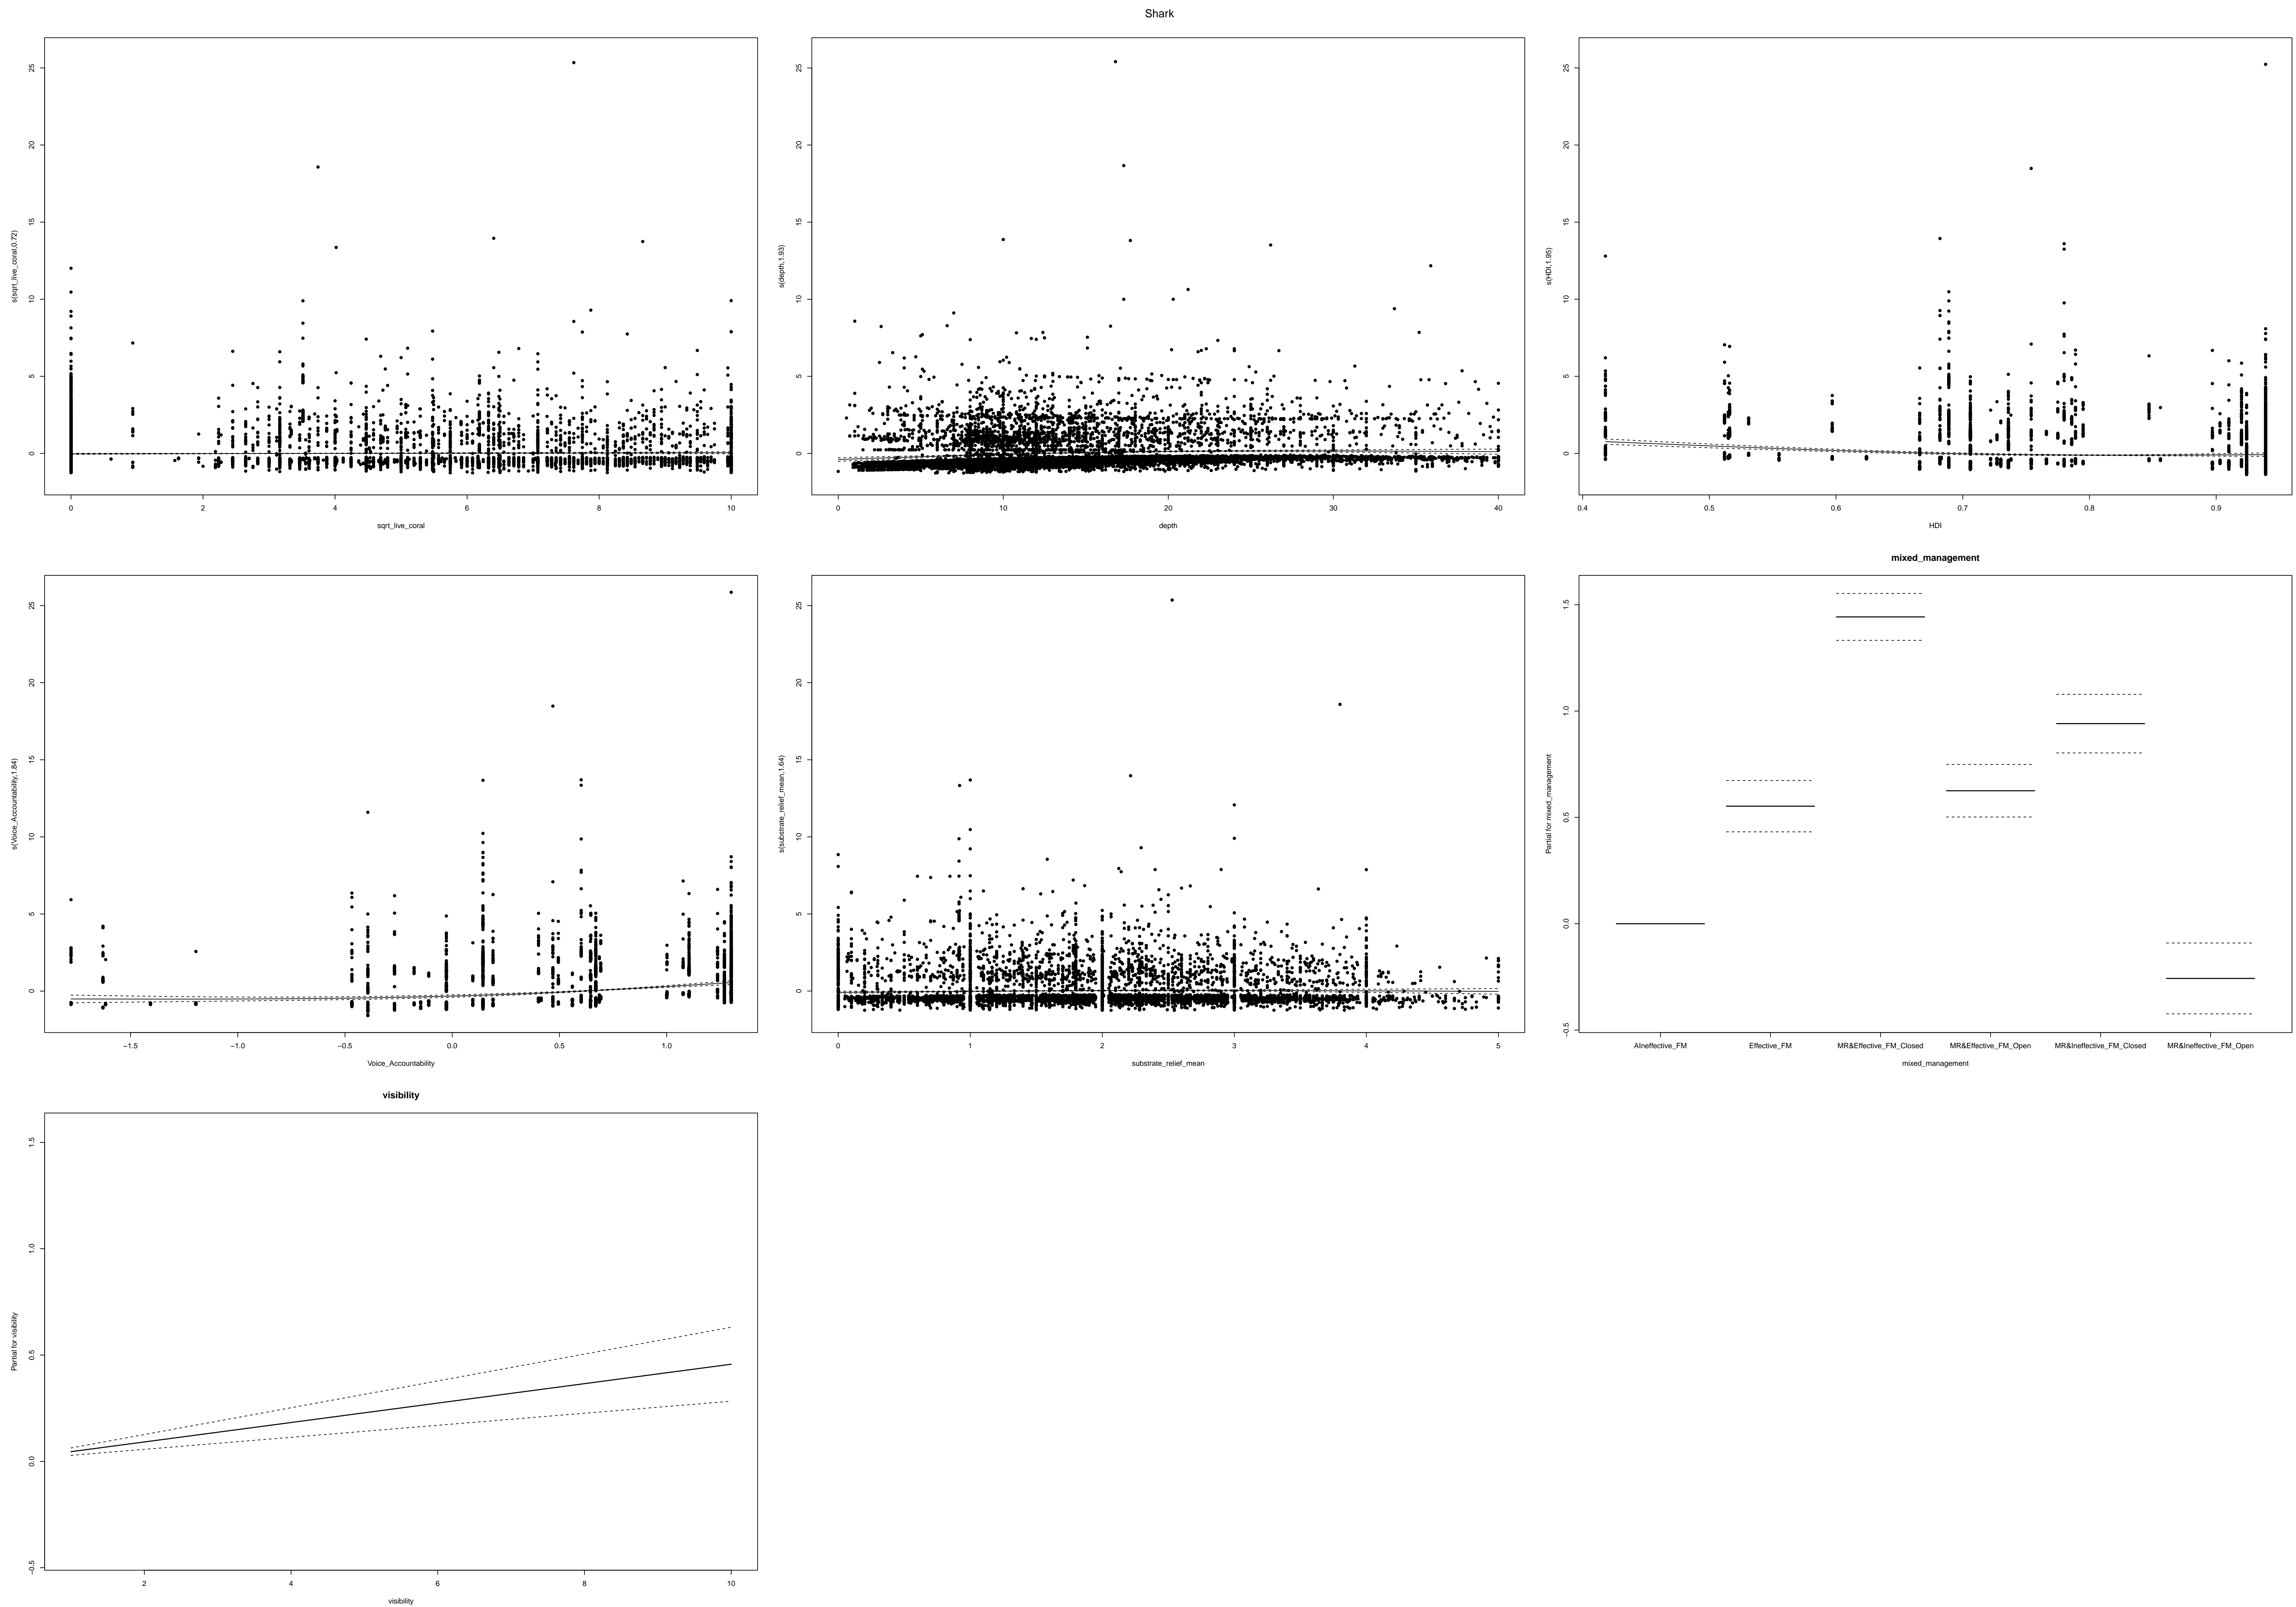 Shark
25
20
15
10
5
0
s(sqrt_live_coral,0.72)
0 2 4 6 8 10
sqrt_live_coral
25
20
15
10
5
0
s(depth,1.93)
0 10 20 30 40
depth
25
20
15
10
5
0
s(HDI,1.95)
0.4 0.5 0.6 0.7 0.8 0.9
HDI
25
20
15
10
5
0
s(Voice_Accountability,1.84)
−1.5 −1.0 −0.5 0.0 0.5 1.0
Voice_Accountability
25
20
15
10
5
0
s(substrate_relief_mean,1.64)
0 1 2 3 4 5
substrate_relief_mean
mixed_management
1.5
1.0
0.5
0.0
−0.5
Partial for mixed_management
AIneffective_FM Effective_FM MR&Effective_FM_Closed MR&Effective_FM_Open MR&Ineffective_FM_Closed MR&Ineffective_FM_Open
mixed_management
visibility
1.5
1.0
0.5
0.0
−0.5
Partial for visibility
2 4 6 8 10
visibility